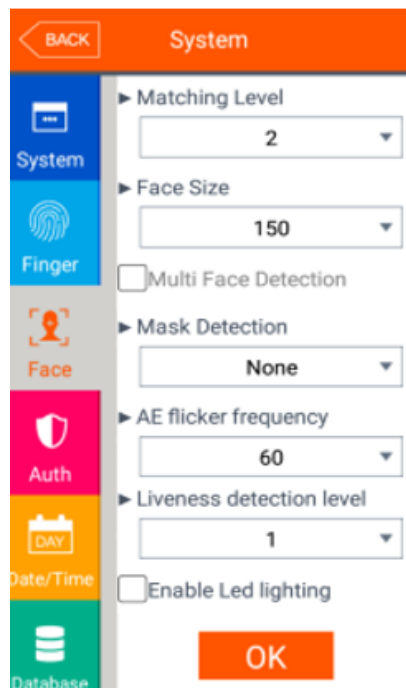 BACK
System
System
Finger
Face
Auth
DAY
Date/Time
Database
► Matching Level
2
► Face Size
150
Multi Face Detection
► Mask Detection
None
► AE flicker frequency
60
► Liveness detection level
1
Enable Led lighting
OK